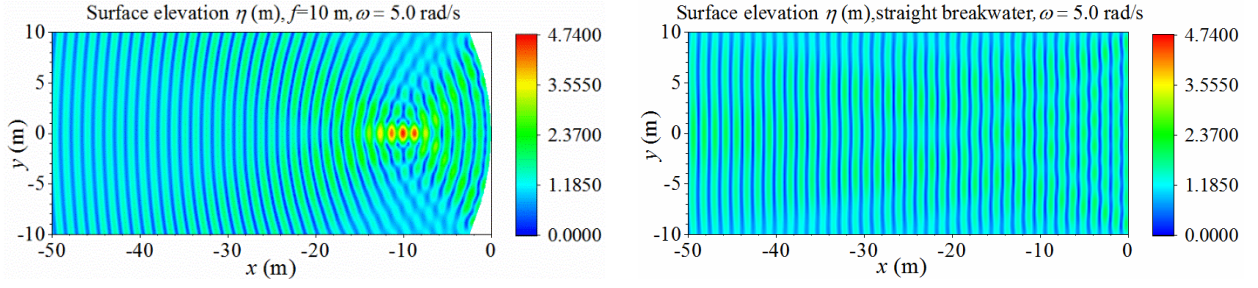 Surface elevation η (m), f=10 m, ω = 5.0 rad/s
10
5
0
-5
-10
y (m)
-50 -40 -30 -20 -10 0
x (m)
4.7400
3.5550
2.3700
1.1850
0.0000
Surface elevation η (m),straight breakwater, ω = 5.0 rad/s
10
5
0
-5
-10
y (m)
-50 -40 -30 -20 -10 0
x (m)
4.7400
3.5550
2.3700
1.1850
0.0000